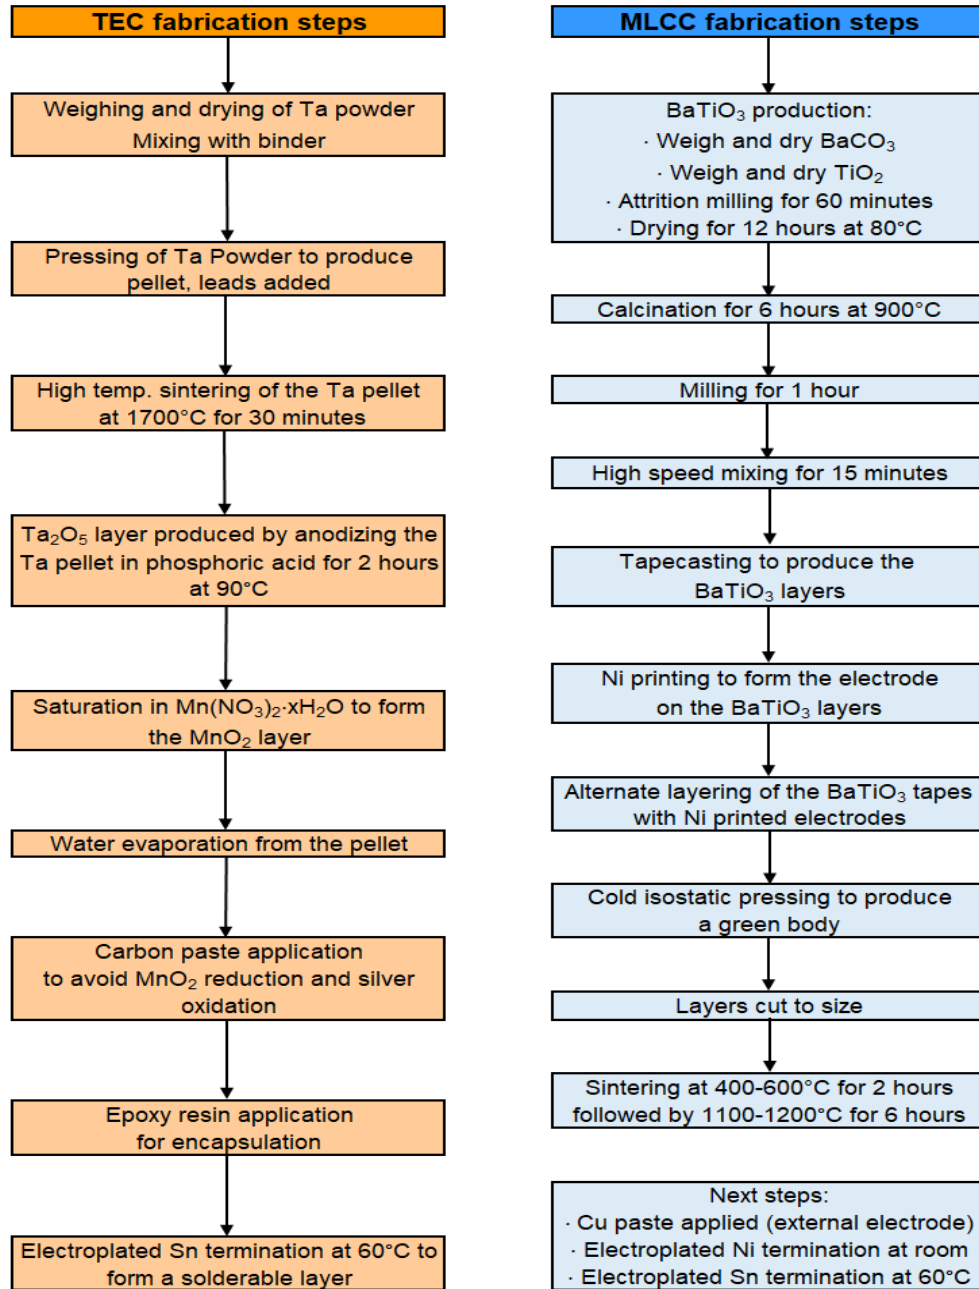 TEC fabrication steps
Weighing and drying of Ta powder
Mixing with binder
Pressing of Ta Powder to produce
pellet, leads added
High temp. sintering of the Ta pellet
at 1700°C for 30 minutes
Ta₂O₅ layer produced by anodizing the
Ta pellet in phosphoric acid for 2 hours
at 90°C
Saturation in Mn(NO₃)₂·xH₂O to form
the MnO₂ layer
Water evaporation from the pellet
Carbon paste application
to avoid MnO₂ reduction and silver
oxidation
Epoxy resin application
for encapsulation
Electroplated Sn termination at 60°C to
form a solderable layer
MLCC fabrication steps
BaTiO₃ production:
· Weigh and dry BaCO₃
· Weigh and dry TiO₂
· Attrition milling for 60 minutes
· Drying for 12 hours at 80°C
Calcination for 6 hours at 900°C
Milling for 1 hour
High speed mixing for 15 minutes
Tapecasting to produce the
BaTiO₃ layers
Ni printing to form the electrode
on the BaTiO₃ layers
Alternate layering of the BaTiO₃ tapes
with Ni printed electrodes
Cold isostatic pressing to produce
a green body
Layers cut to size
Sintering at 400-600°C for 2 hours
followed by 1100-1200°C for 6 hours
Next steps:
· Cu paste applied (external electrode)
· Electroplated Ni termination at room
· Electroplated Sn termination at 60°C